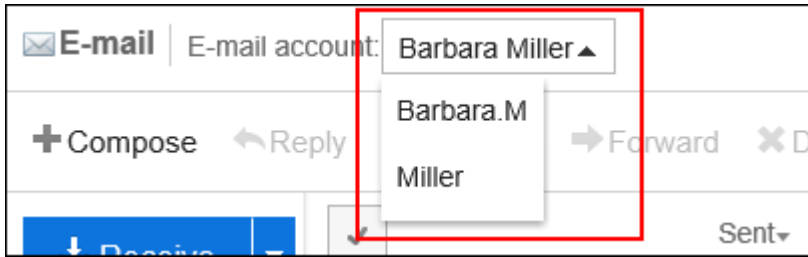 E-mail E-mail account: Barbara Miller
Barbara.M
Compose Reply Forward
Miller
Sent